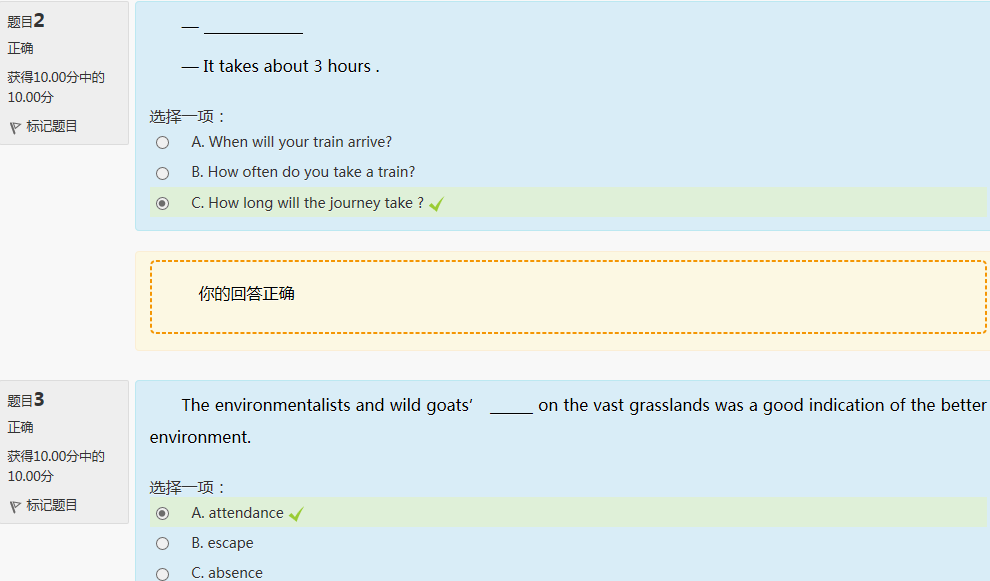 题目2
正确
获得10.00分中的
10.00分
标记题目
— ____________
— It takes about 3 hours .
选择一项：
A. When will your train arrive?
B. How often do you take a train?
C. How long will the journey take ?
你的回答正确
题目3
正确
获得10.00分中的
10.00分
标记题目
The environmentalists and wild goats’ _____ on the vast grasslands was a good indication of the better
environment.
选择一项：
A. attendance
B. escape
C. absence